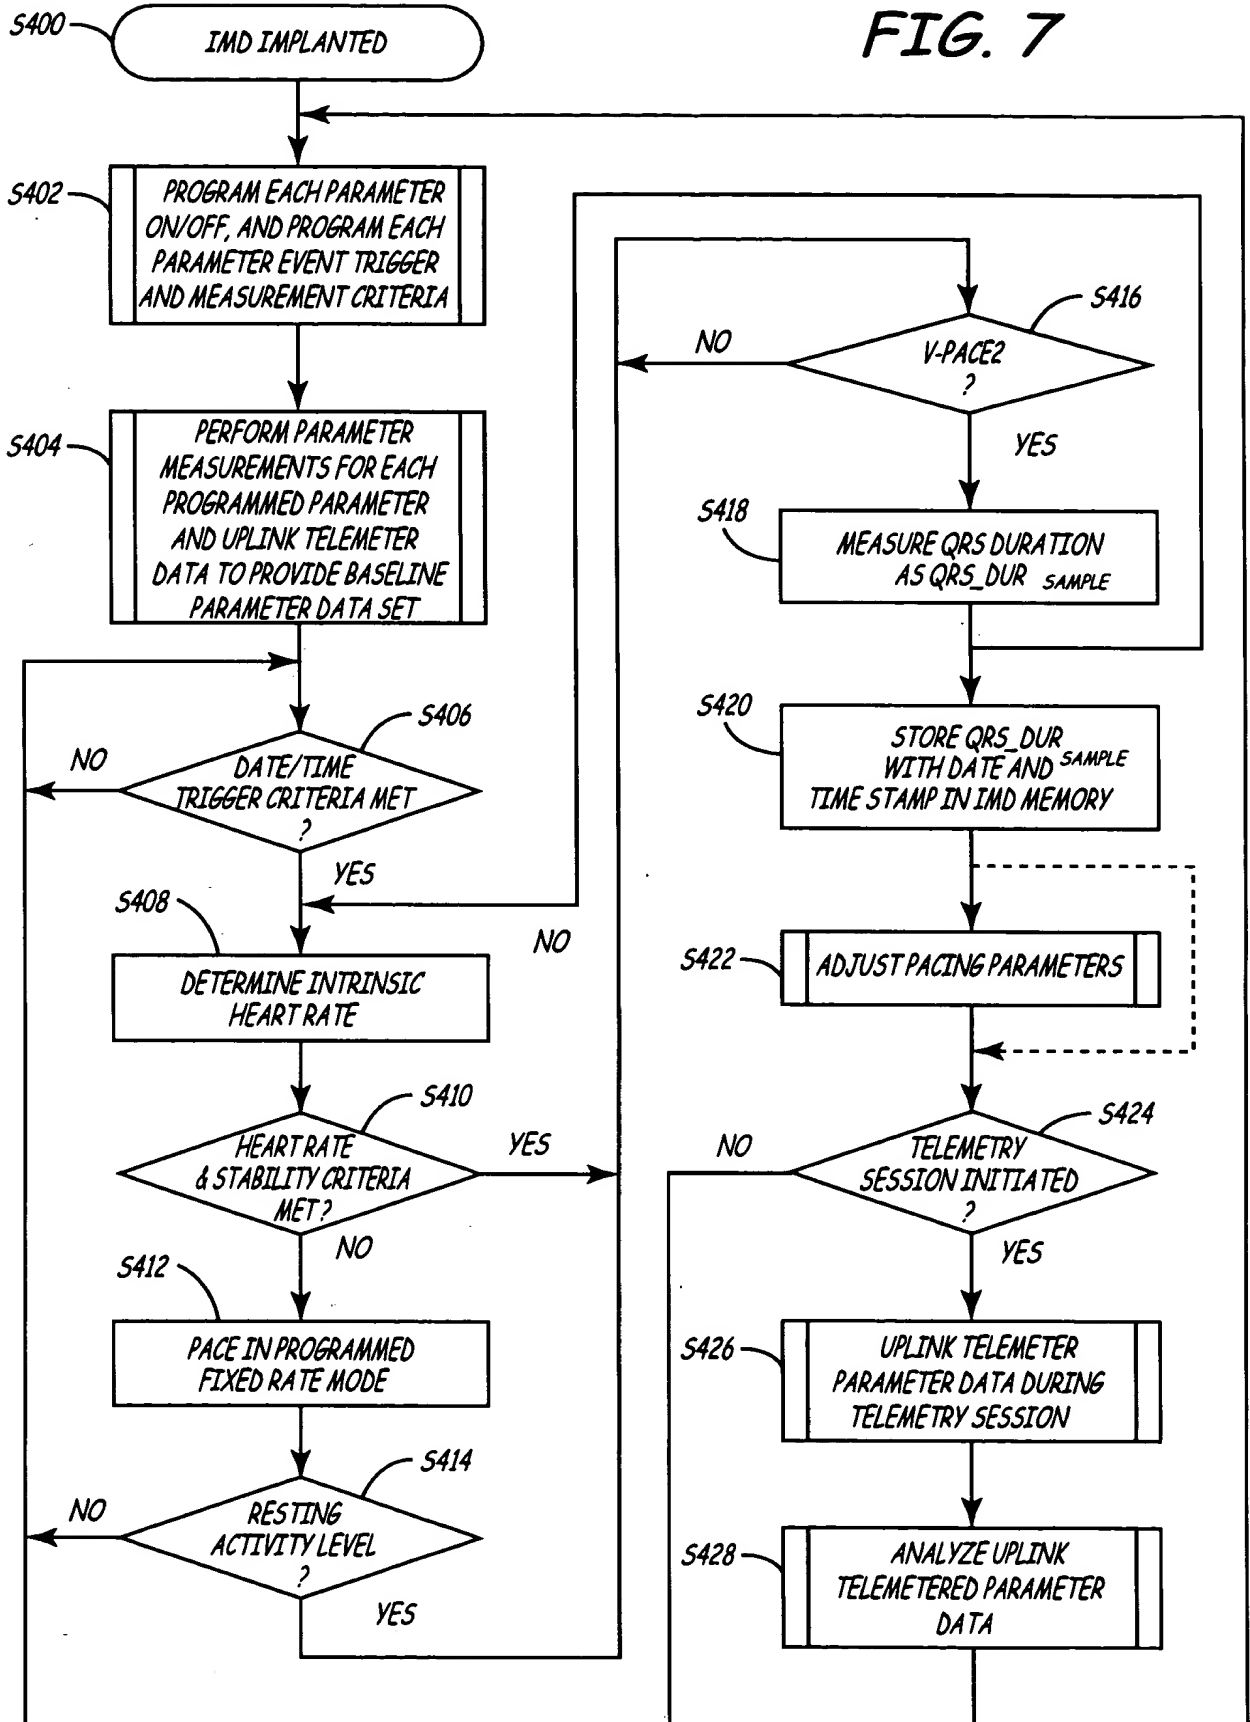 FIG. 7
S400
IMD IMPLANTED
S402
PROGRAM EACH PARAMETER
ON/OFF, AND PROGRAM EACH
PARAMETER EVENT TRIGGER
AND MEASUREMENT CRITERIA
S404
PERFORM PARAMETER
MEASUREMENTS FOR EACH
PROGRAMMED PARAMETER
AND UPLINK TELEMETER
DATA TO PROVIDE BASELINE
PARAMETER DATA SET
S406
NO
DATE/TIME
TRIGGER CRITERIA MET
?
YES
S408
NO
DETERMINE INTRINSIC
HEART RATE
S410
HEART RATE
& STABILITY CRITERIA
MET?
YES
NO
S412
PACE IN PROGRAMMED
FIXED RATE MODE
S414
NO
RESTING
ACTIVITY LEVEL
?
YES
S416
NO
V-PACE2
?
YES
S418
MEASURE QRS DURATION
AS QRS_DUR SAMPLE
S420
STORE QRS_DUR
WITH DATE AND SAMPLE
TIME STAMP IN IMD MEMORY
S422
ADJUST PACING PARAMETERS
S424
NO
TELEMETRY
SESSION INITIATED
?
YES
S426
UPLINK TELEMETER
PARAMETER DATA DURING
TELEMETRY SESSION
S428
ANALYZE UPLINK
TELEMETERED PARAMETER
DATA